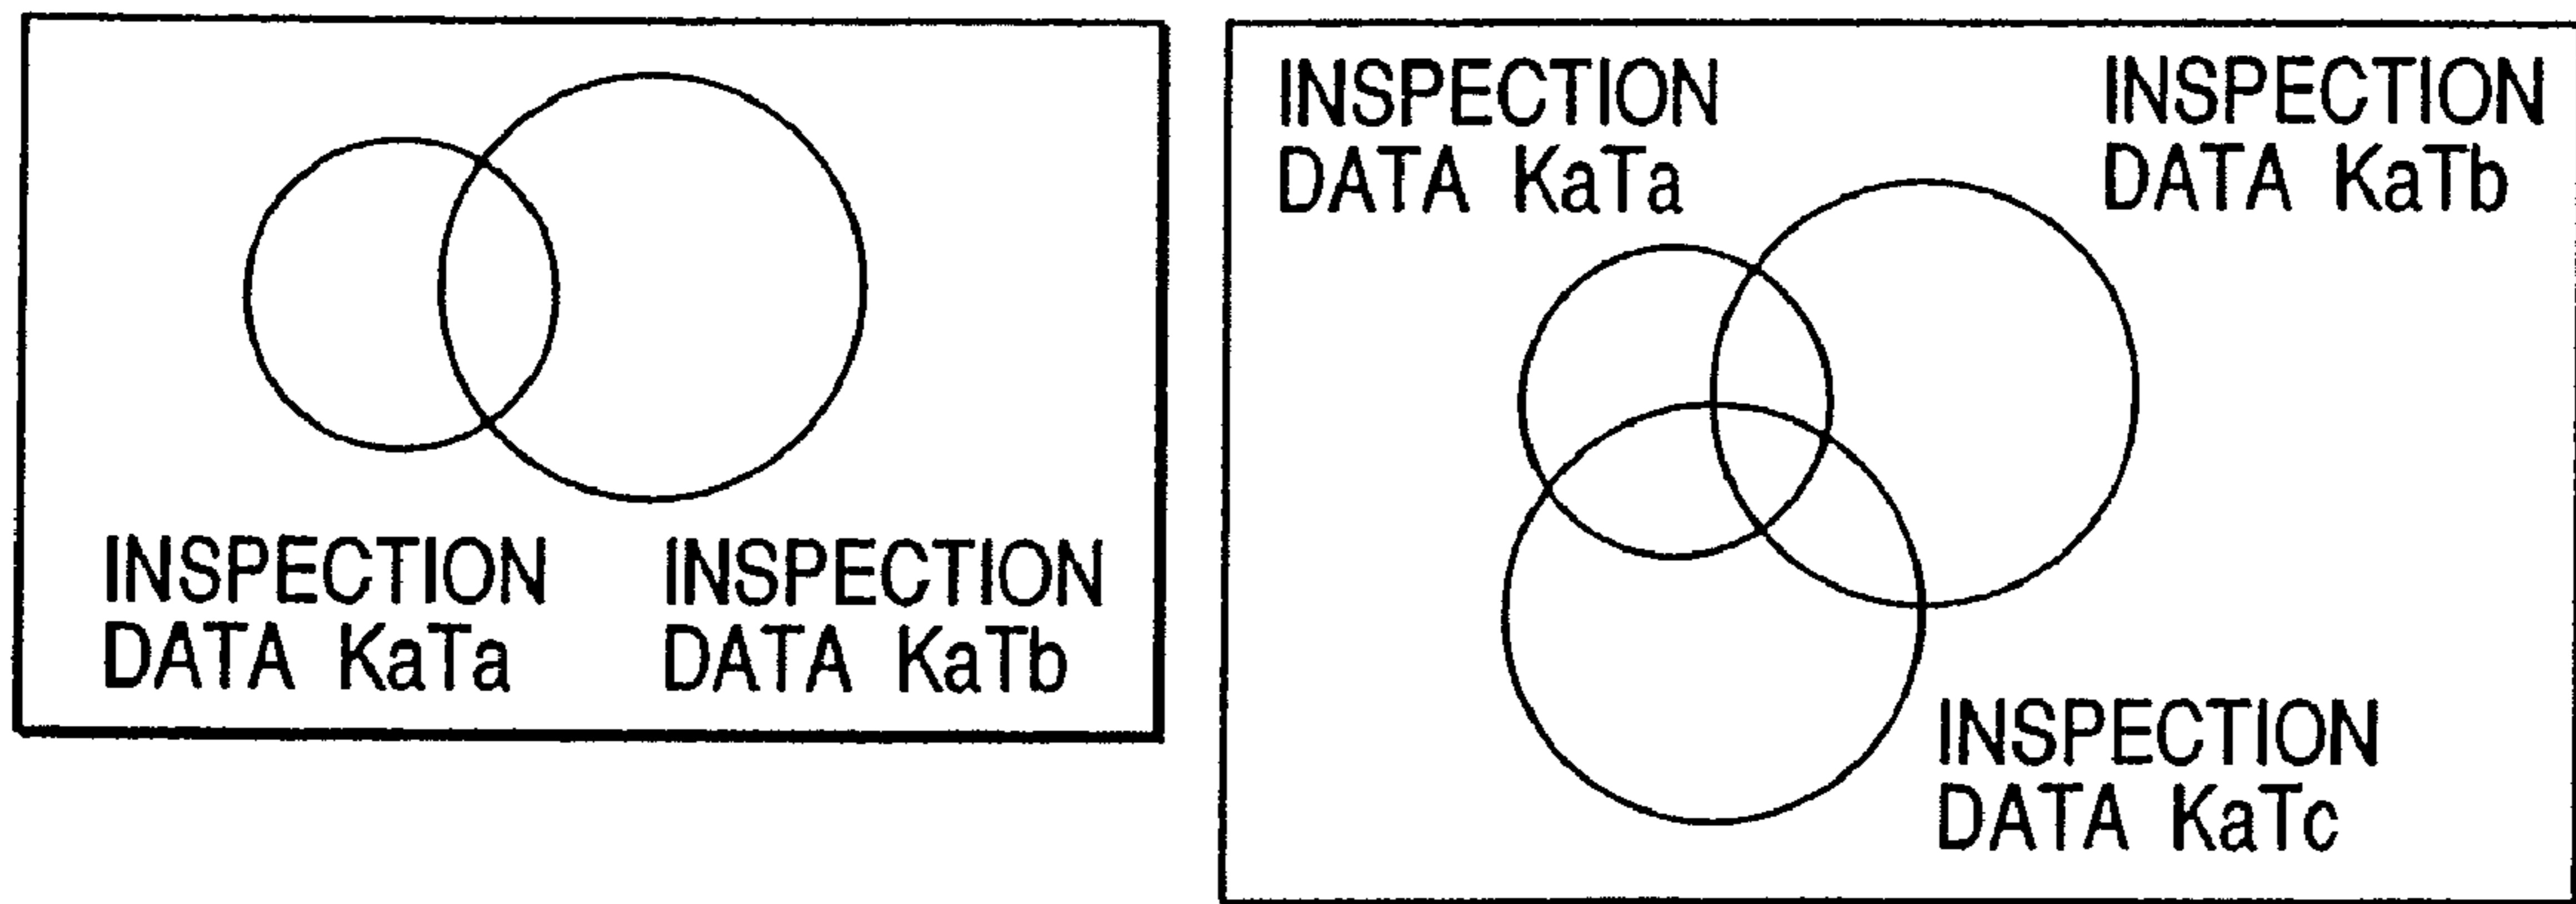 INSPECTION
DATA KaTa
INSPECTION
DATA KaTb
INSPECTION
DATA KaTa
INSPECTION
DATA KaTb
INSPECTION
DATA KaTc